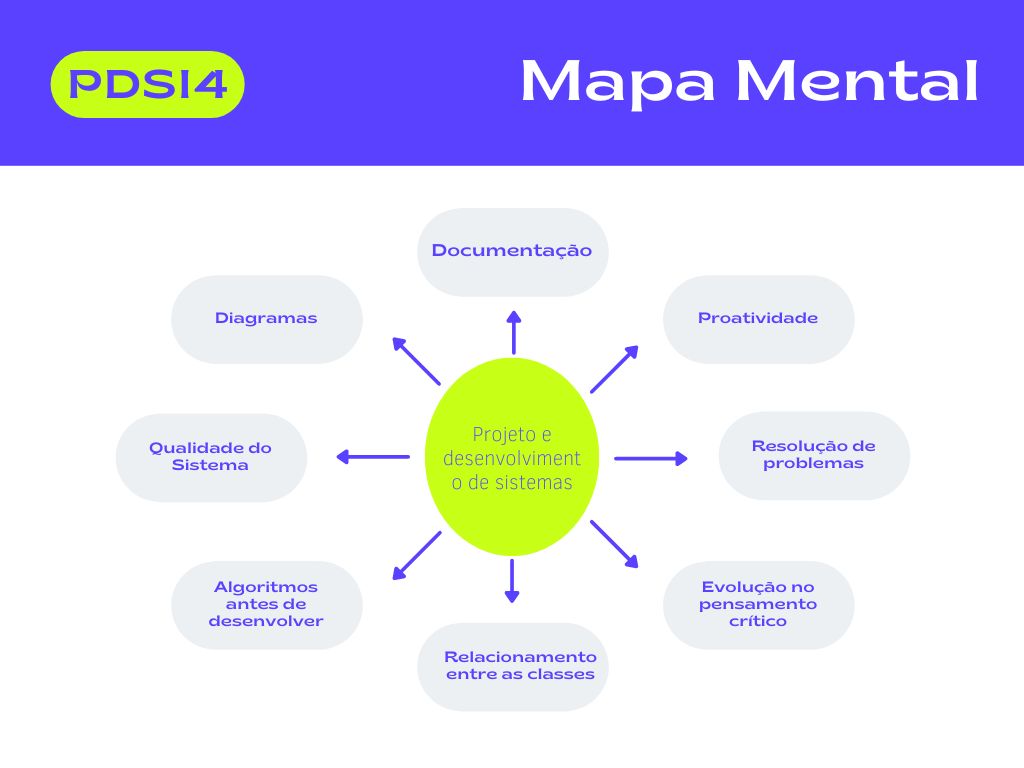 PDSI4
Mapa Mental
Documentação
Diagramas
Proatividade
Projeto e
desenvolviment
o de sistemas
Qualidade do
Sistema
Resolução de
problemas
Algoritmos
antes de
desenvolver
Evolução no
pensamento
crítico
Relacionamento
entre as classes